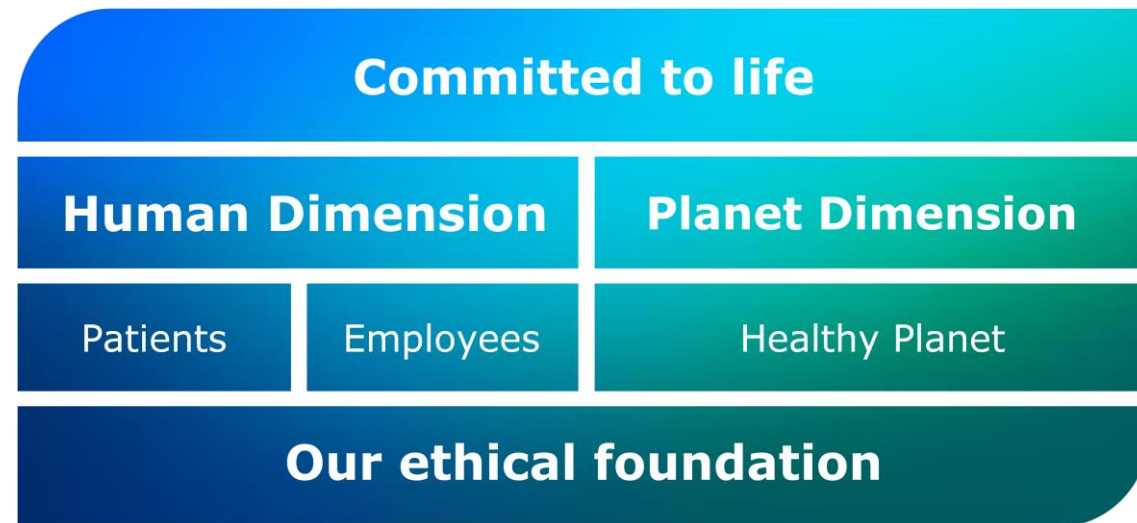 Committed to life
Human Dimension
Planet Dimension
Patients
Employees
Healthy Planet
Our ethical foundation